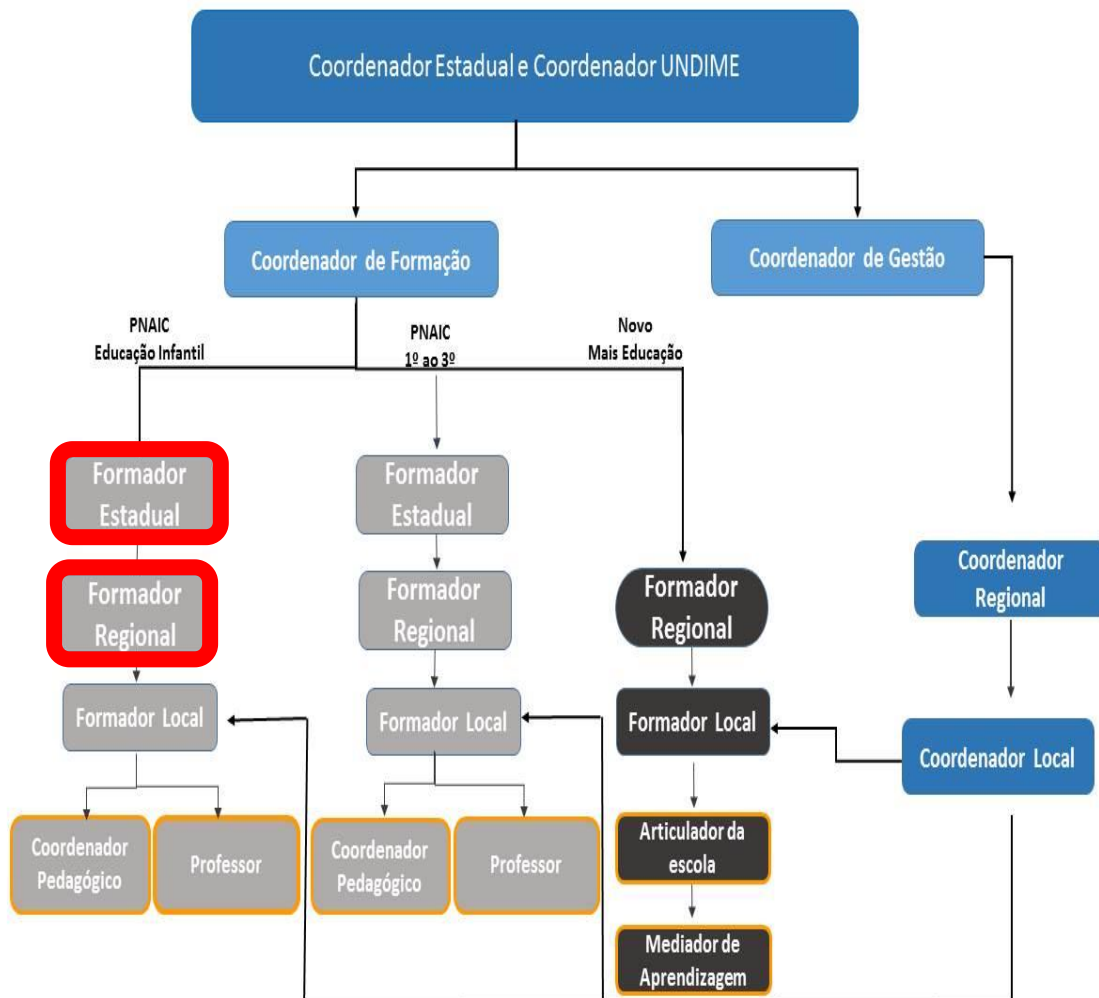 Coordenador Estadual e Coordenador UNDIME
Coordenador de Formação
Coordenador de Gestão
PNAIC
Educação Infantil
PNAIC
1º ao 3º
Novo
Mais Educação
Formador
Estadual
Formador
Estadual
Formador
Regional
Formador
Regional
Formador
Regional
Coordenador
Regional
Formador Local
Formador Local
Formador Local
Coordenador Local
Coordenador
Pedagógico
Professor
Coordenador
Pedagógico
Professor
Articulador da
escola
Mediador de
Aprendizagem